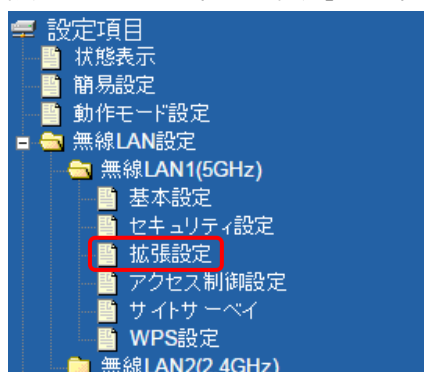 設定項目
状態表示
簡易設定
動作モード設定
無線LAN設定
無線LAN1(5GHz)
基本設定
セキュリティ設定
拡張設定
アクセス制御設定
サイトサーベイ
WPS設定
無線LAN2(2.4GHz)